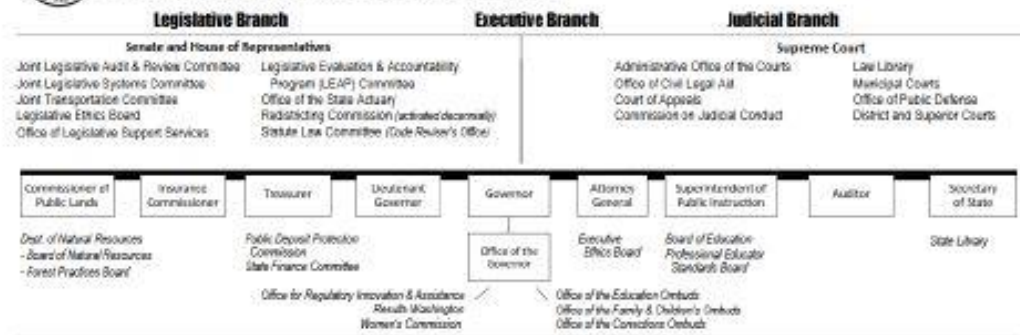 Legislative Branch
Executive Branch
Judicial Branch
Senate and House of Representatives
Joint Legislative Audit & Review Committee
Joint Legislative Systems Committee
Joint Transportation Committee
Legislative Ethics Board
Office of Legislative Support Services
Legislative Evaluation & Accountability
Program (LEAP) Committee
Office of the State Actuary
Redistricting Commission (activated decennially)
Statute Law Committee (Code Reviser's Office)
Supreme Court
Administrative Office of the Courts
Office of Civil Legal Aid
Court of Appeals
Commission on Judicial Conduct
Law Library
Municipal Courts
Office of Public Defense
District and Superior Courts
Commissioner of
Public Lands
Insurance
Commissioner
Treasurer
Lieutenant
Governor
Governor
Attorney
General
Superintendent of
Public Instruction
Auditor
Secretary
of State
Dept. of Natural Resources
- Board of Natural Resources
- Forest Practices Board
Public Deposit Protection
Commission
State Finance Committee
Office of the
Governor
Executive
Ethics Board
Board of Education
Professional Educator
Standards Board
State Library
Office for Regulatory Innovation & Assistance
Results Washington
Women's Commission
Office of the Education Ombuds
Office of the Family & Children's Ombuds
Office of the Corrections Ombuds